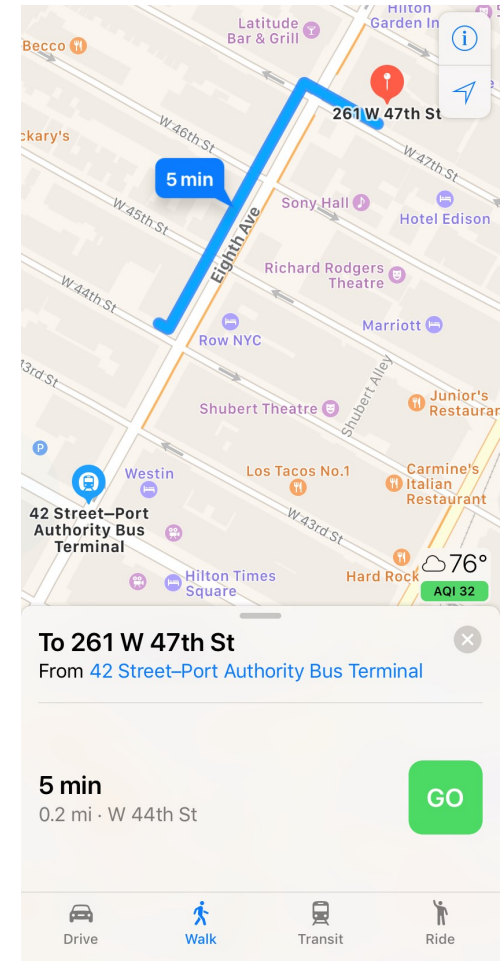 Latitude
Bar & Grill
Hilton
Garden In
Becco
261 W 47th St
ckary's
W 46th St
W 47th St
5 min
Sony Hall
Hotel Edison
W 45th St
Eighth Ave
Richard Rodgers
Theatre
W 44th St
Row NYC
Marriott
43rd St
Shubert Alley
Junior's
Restaurar
Shubert Theatre
P
Westin
Los Tacos No.1
Carmine's
Italian
Restaurant
42 Street–Port
Authority Bus
Terminal
W 43rd St
Hilton Times
Square
Hard Rock
76°
AQI 32
To 261 W 47th St
From 42 Street–Port Authority Bus Terminal
5 min
0.2 mi · W 44th St
GO
Drive
Walk
Transit
Ride